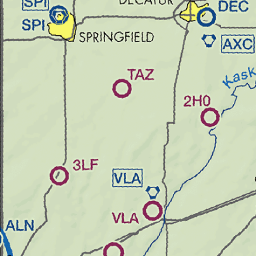 SPI
DECATUR
DEC
SPI
SPRINGFIELD
AXC
TAZ
Kask
2H0
3LF
VLA
VLA
ALN